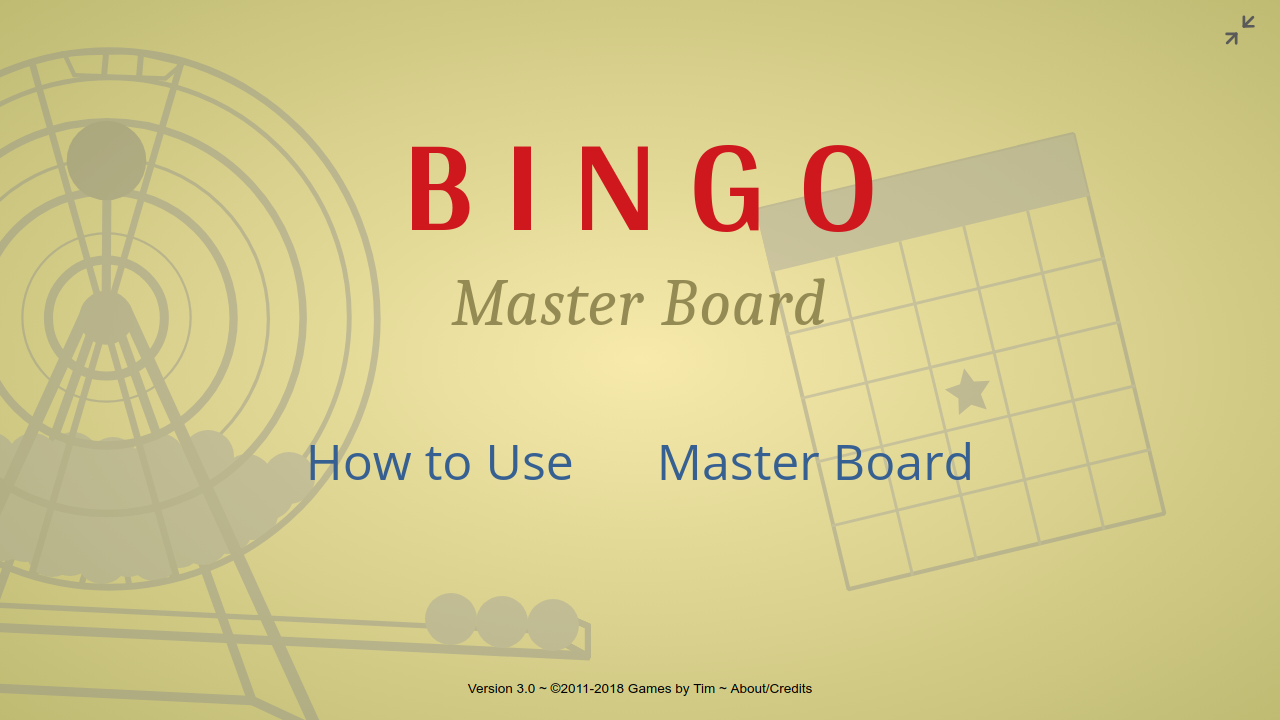 BINGO
Master Board
How to Use Master Board
Version 3.0 ~ ©2011-2018 Games by Tim ~ About/Credits